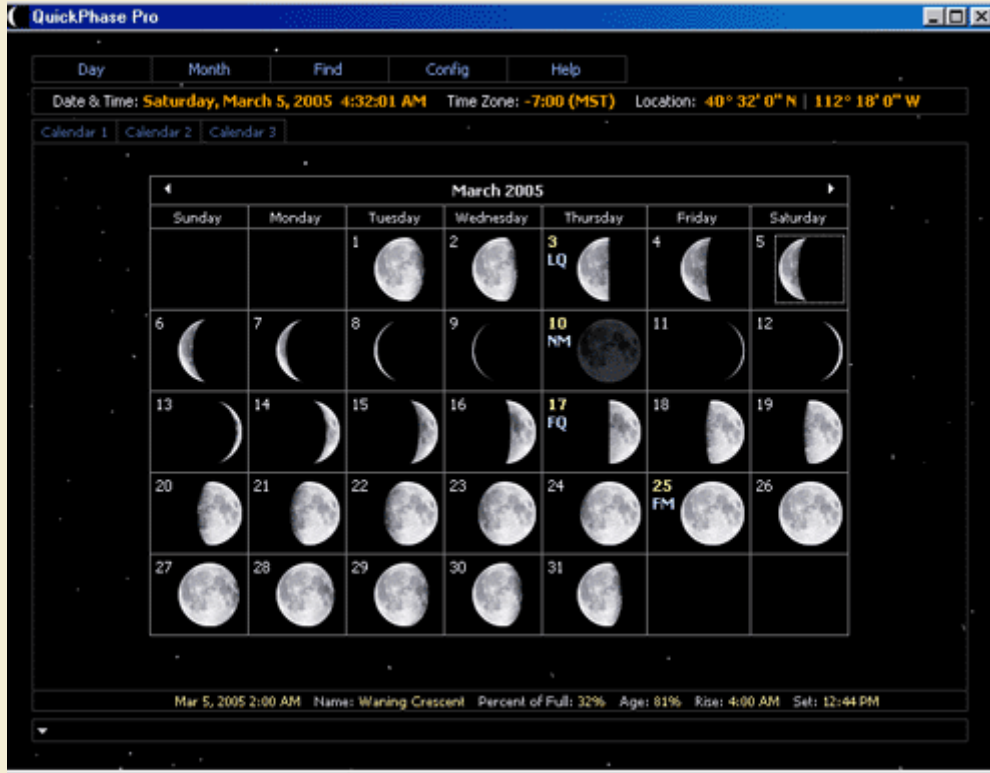 QuickPhase Pro
Day Month Find Config Help
Date & Time: Saturday, March 5, 2005 4:32:01 AM Time Zone: -7:00 (MST) Location: 40° 32' 0" N | 112° 18' 0" W
Calendar 1 Calendar 2 Calendar 3
March 2005
Sunday Monday Tuesday Wednesday Thursday Friday Saturday
1 2 3 4 5
LQ
6 7 8 9 10 11 12
NM
13 14 15 16 17 18 19
FQ
20 21 22 23 24 25 26
FM
27 28 29 30 31
Mar 5, 2005 2:00 AM Name: Waning Crescent Percent of Full: 32% Age: 81% Rise: 4:00 AM Set: 12:44 PM